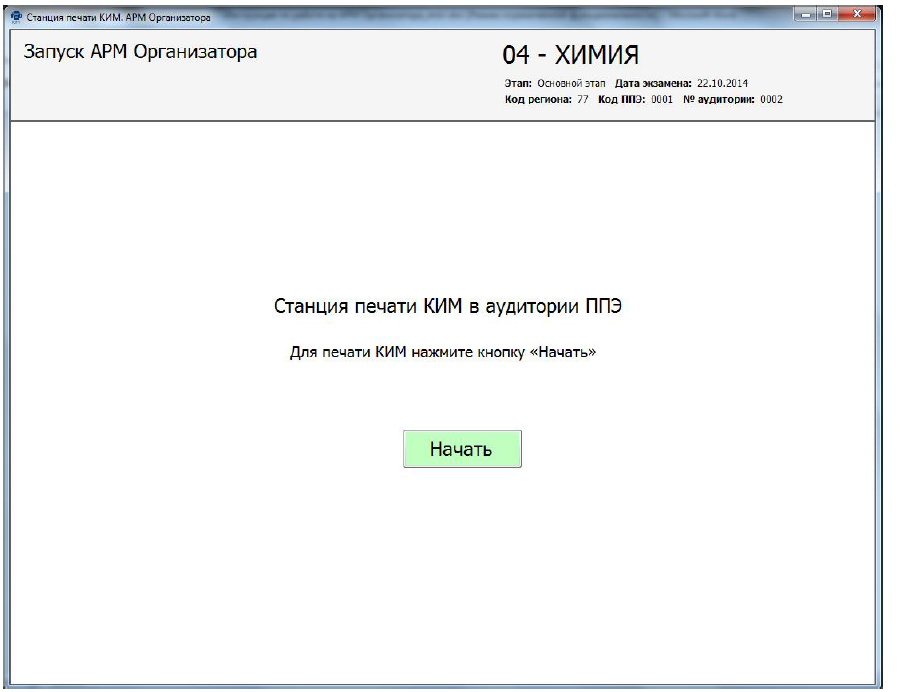 Станция печати КИМ. АРМ Организатора
Запуск АРМ Организатора
04 - ХИМИЯ
Этап: Основной этап Дата экзамена: 22.10.2014
Код региона: 77 Код ППЭ: 0001 № аудитории: 0002
Станция печати КИМ в аудитории ППЭ
Для печати КИМ нажмите кнопку «Начать»
Начать